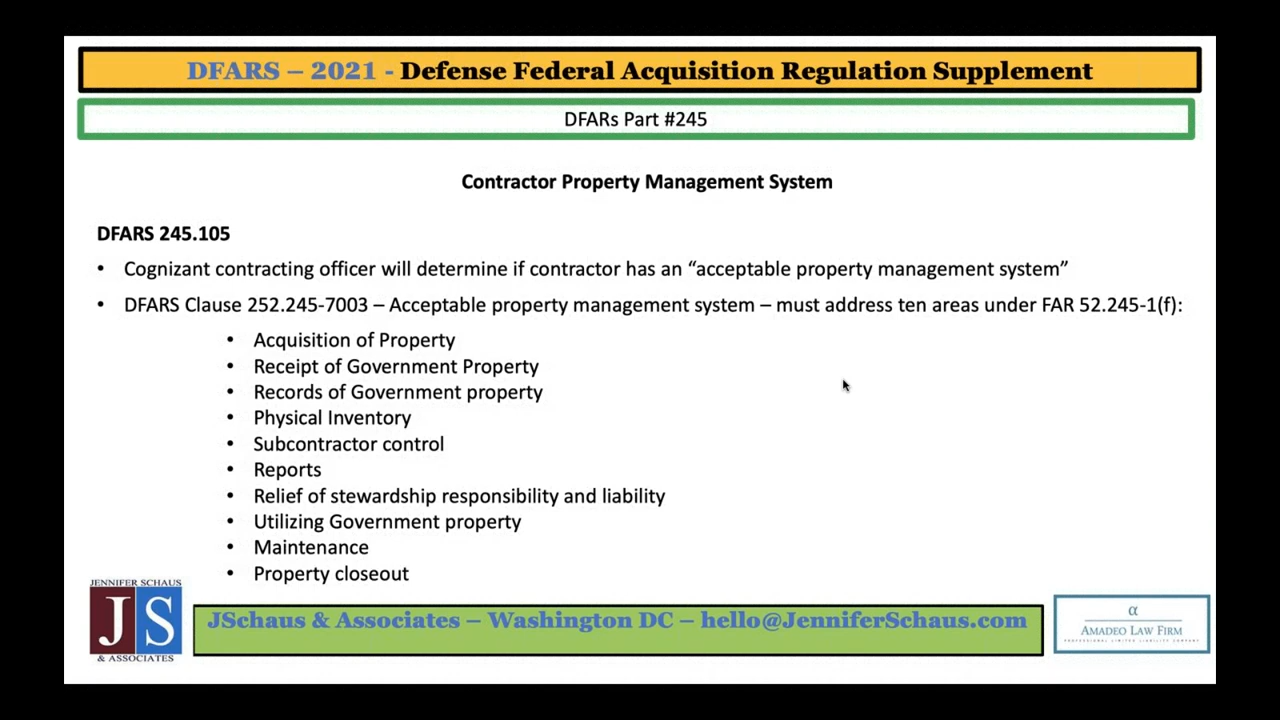 DFARS – 2021 - Defense Federal Acquisition Regulation Supplement
DFARs Part #245
Contractor Property Management System
DFARS 245.105
• Cognizant contracting officer will determine if contractor has an “acceptable property management system”
• DFARS Clause 252.245-7003 – Acceptable property management system – must address ten areas under FAR 52.245-1(f):
• Acquisition of Property
• Receipt of Government Property
• Records of Government property
• Physical Inventory
• Subcontractor control
• Reports
• Relief of stewardship responsibility and liability
• Utilizing Government property
• Maintenance
• Property closeout
JENNIFER SCHAUS
JS
& ASSOCIATES
JSchaus & Associates – Washington DC – hello@JenniferSchaus.com
α
AMADEO LAW FIRM
PROFESSIONAL LIMITED LIABILITY COMPANY